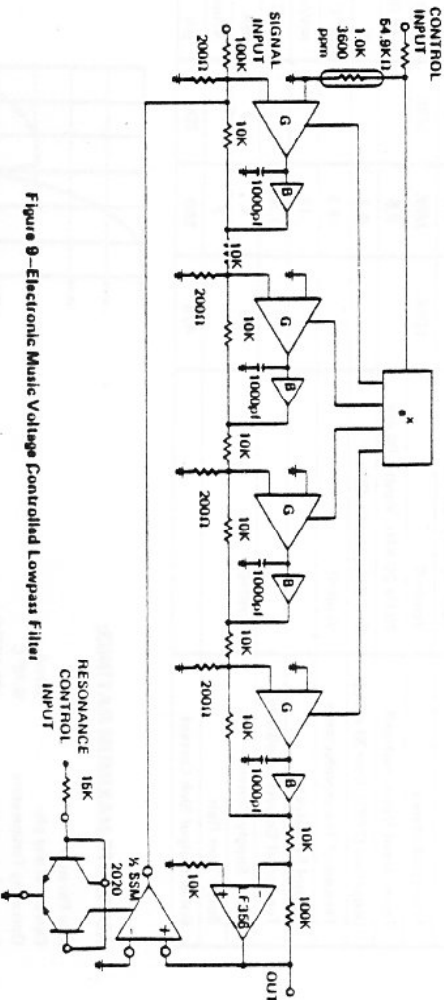 CONTROL
INPUT
54.9KΩ
1.0K
3600
ppm
e^x
SIGNAL
INPUT
100K
200Ω
G
10K
1000pf
B
10K
200Ω
G
10K
1000pf
B
10K
200Ω
G
10K
1000pf
B
10K
200Ω
G
10K
1000pf
B
10K
100K
10K
-
+
LF356
OUT
½ SSM
2020
+
-
RESONANCE
CONTROL
INPUT
15K
Figure 9—Electronic Music Voltage Controlled Lowpass Filter